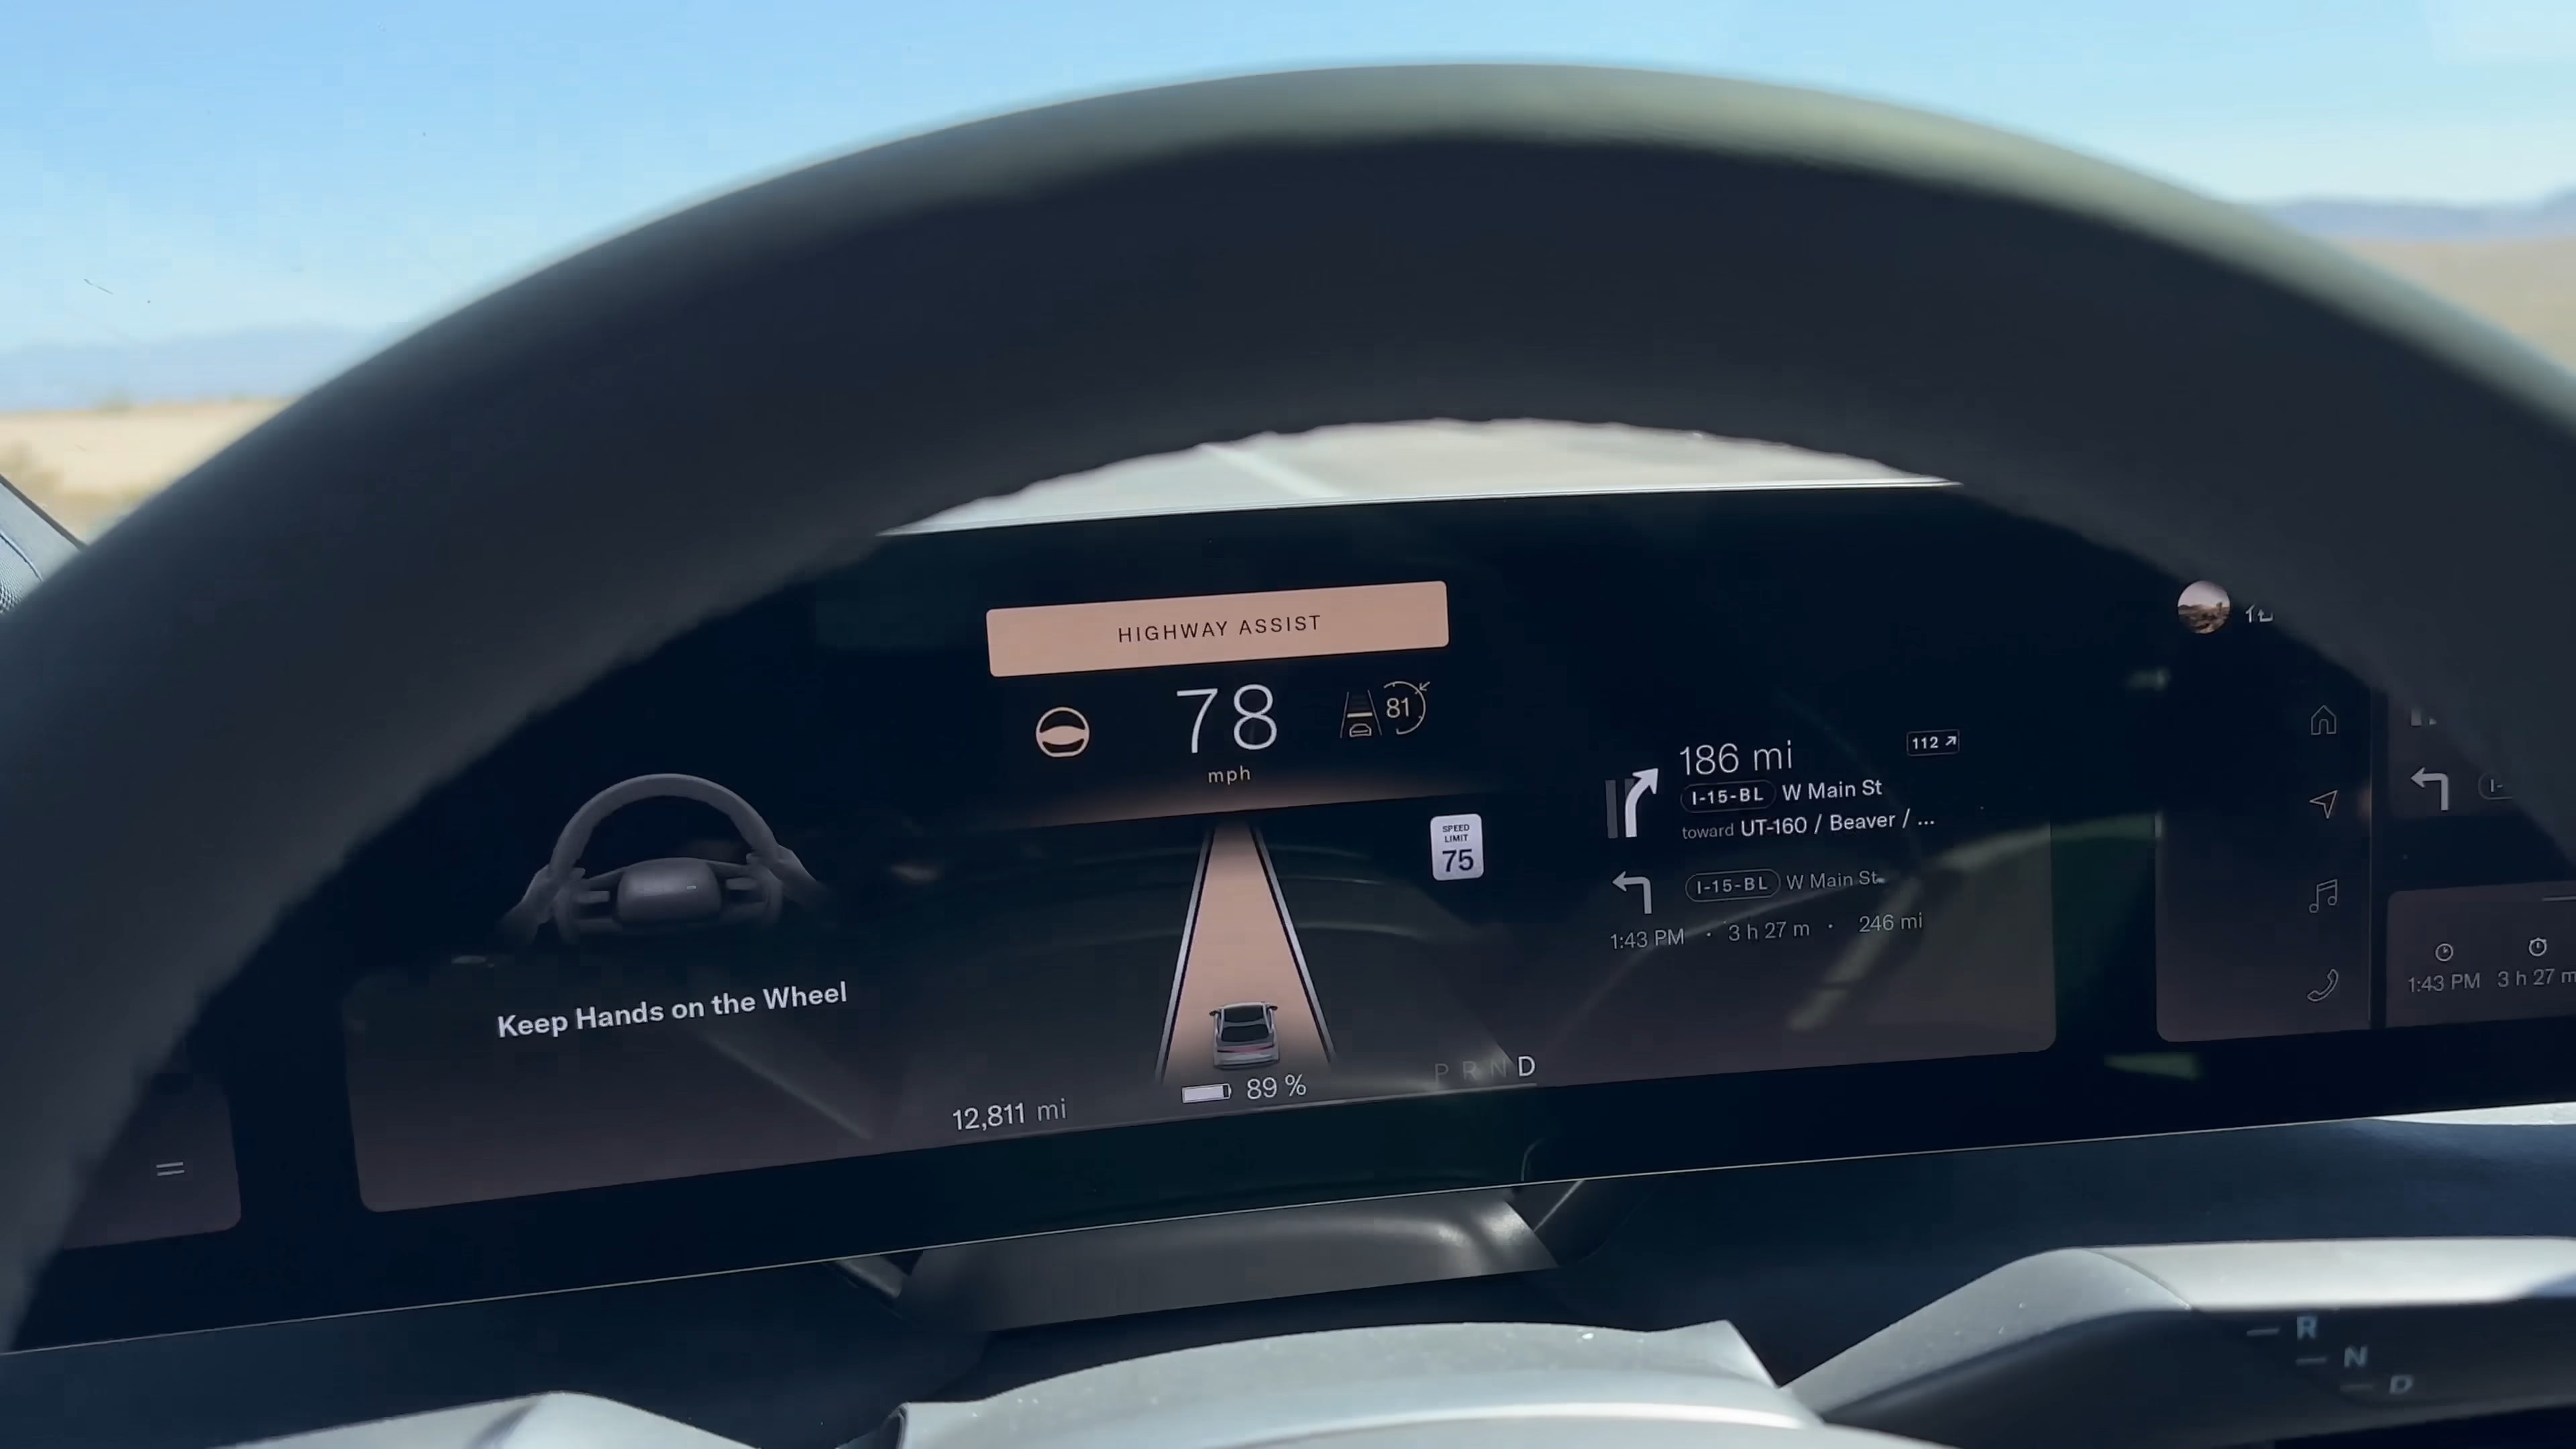 HIGHWAY ASSIST
78
mph
81
SPEED
LIMIT
75
Keep Hands on the Wheel
12,811 mi
89 %
P R N D
186 mi
112
I-15-BL W Main St
toward UT-160 / Beaver / ...
I-15-BL W Main St
1:43 PM · 3 h 27 m · 246 mi
1:43 PM 3 h 27 m
R
N
D